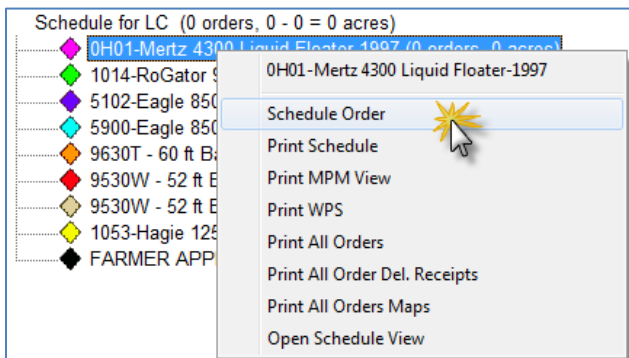 Schedule for LC (0 orders, 0 - 0 = 0 acres)
0H01-Mertz 4300 Liquid Floater-1997 (0 orders, 0 acres)
1014-RoGator 9
5102-Eagle 850
5900-Eagle 850
9630T - 60 ft B
9530W - 52 ft E
9530W - 52 ft E
1053-Hagie 125
FARMER APP
0H01-Mertz 4300 Liquid Floater-1997
Schedule Order
Print Schedule
Print MPM View
Print WPS
Print All Orders
Print All Order Del. Receipts
Print All Orders Maps
Open Schedule View